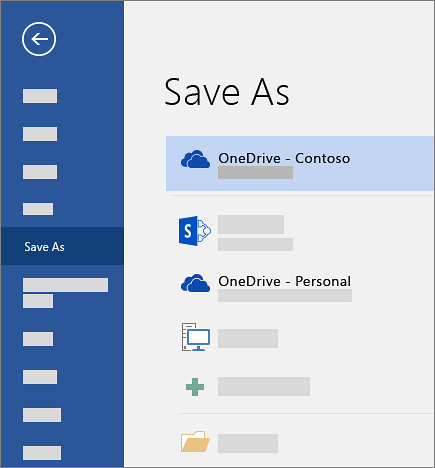 Save As
OneDrive - Contoso
S
Save As
OneDrive - Personal